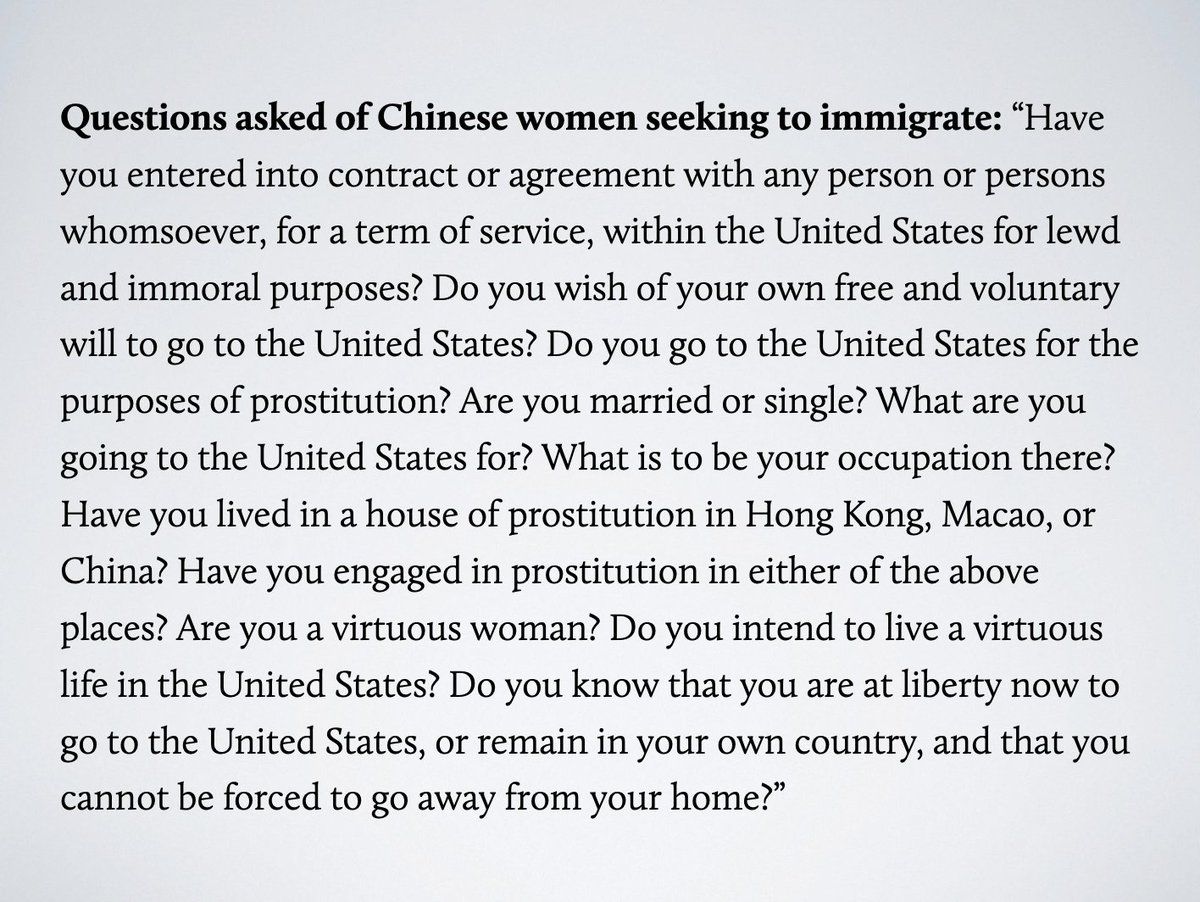 Questions asked of Chinese women seeking to immigrate: “Have
you entered into contract or agreement with any person or persons
whomsoever, for a term of service, within the United States for lewd
and immoral purposes? Do you wish of your own free and voluntary
will to go to the United States? Do you go to the United States for the
purposes of prostitution? Are you married or single? What are you
going to the United States for? What is to be your occupation there?
Have you lived in a house of prostitution in Hong Kong, Macao, or
China? Have you engaged in prostitution in either of the above
places? Are you a virtuous woman? Do you intend to live a virtuous
life in the United States? Do you know that you are at liberty now to
go to the United States, or remain in your own country, and that you
cannot be forced to go away from your home?”